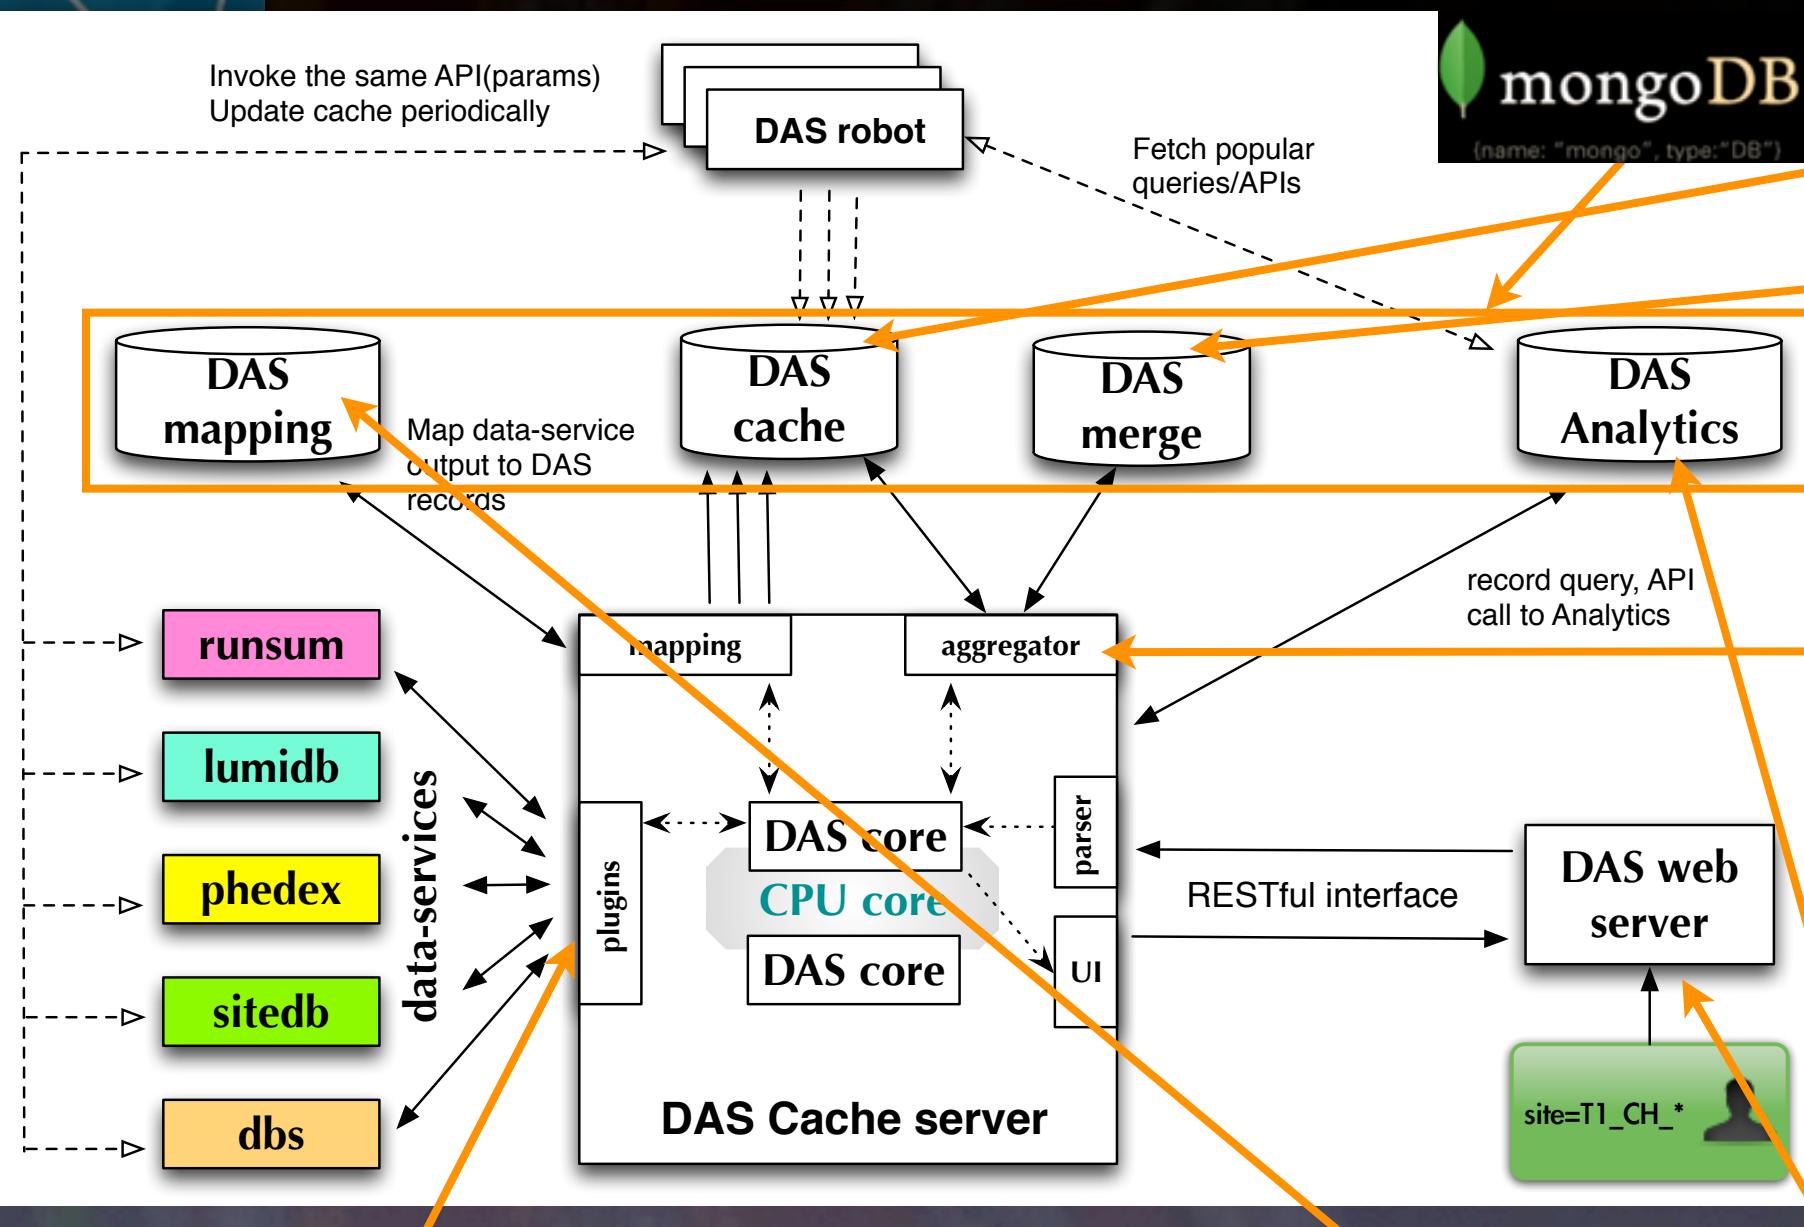 Invoke the same API(params)
Update cache periodically
DAS robot
Fetch popular
queries/APIs
mongoDB
{name: "mongo", type:"DB"}
DAS
mapping
DAS
cache
DAS
merge
DAS
Analytics
Map data-service
output to DAS
records
record query, API
call to Analytics
runsum
lumidb
phedex
sitedb
dbs
data-services
mapping
aggregator
plugins
DAS core
CPU core
DAS core
parser
UI
DAS Cache server
RESTful interface
DAS web
server
site=T1_CH_*